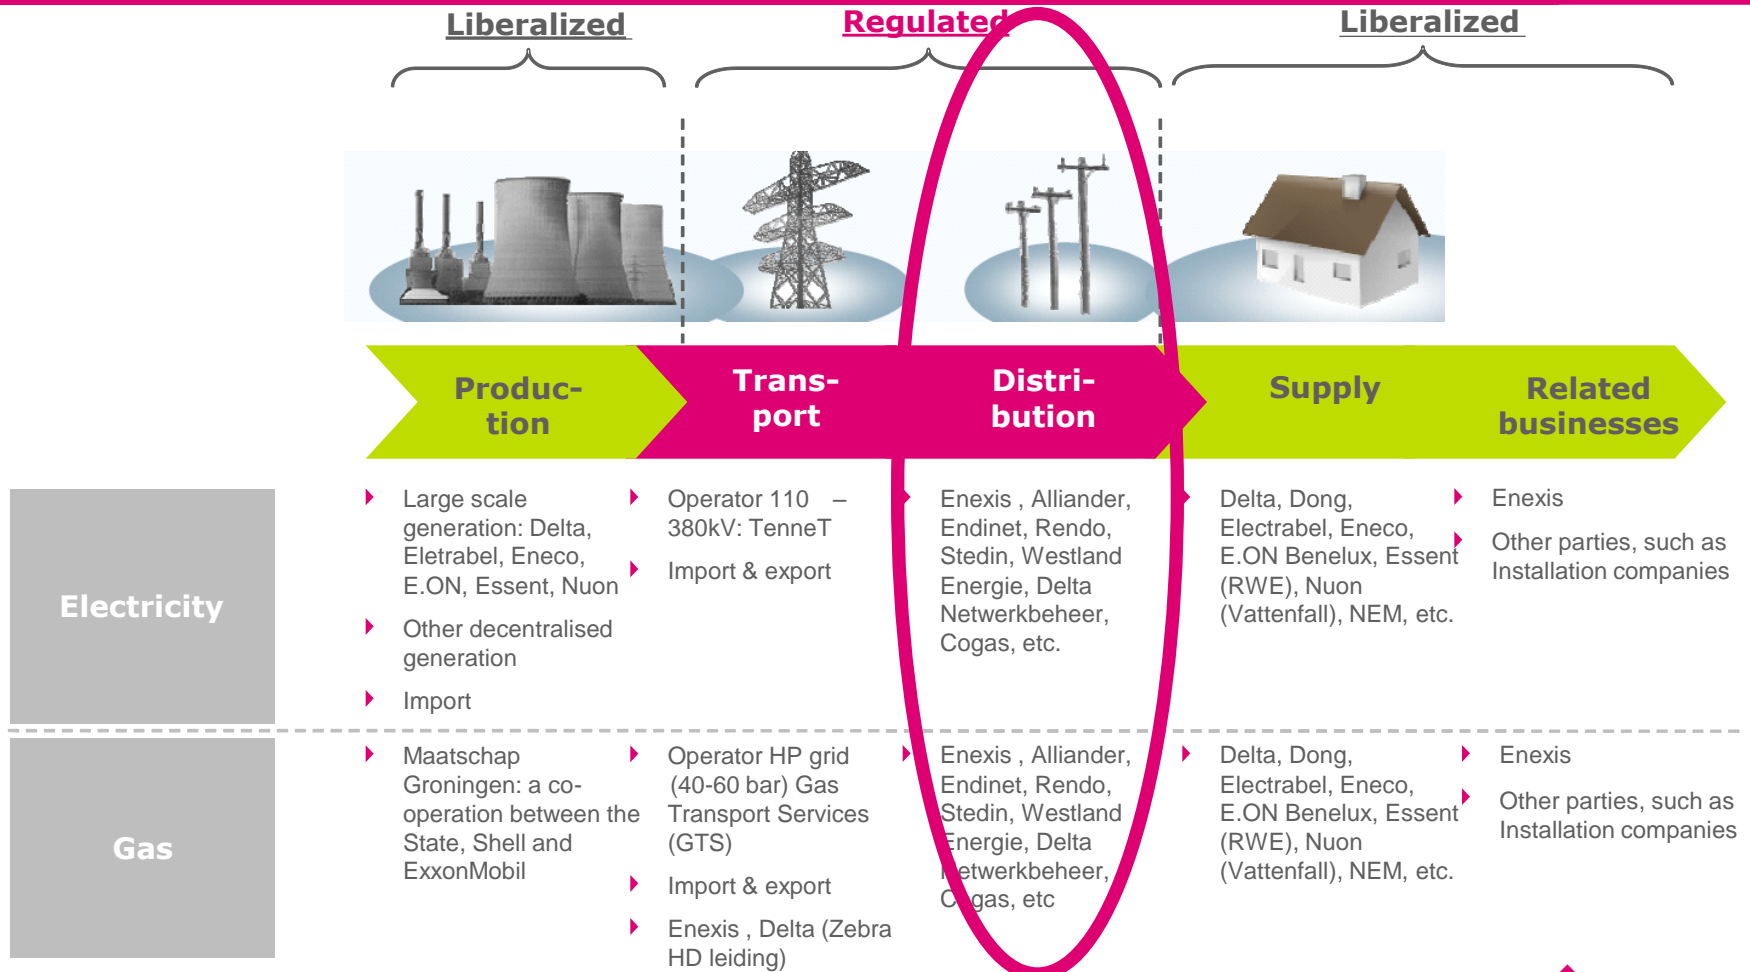 Liberalized
Regulated
Liberalized
Produc-
tion
Trans-
port
Distri-
bution
Supply
Related
businesses
Electricity
Large scale
generation: Delta,
Eletrabel, Eneco,
E.ON, Essent, Nuon
Other decentralised
generation
Import
Operator 110 –
380kV: TenneT
Import & export
Enexis , Alliander,
Endinet, Rendo,
Stedin, Westland
Energie, Delta
Netwerkbeheer,
Cogas, etc.
Delta, Dong,
Electrabel, Eneco,
E.ON Benelux, Essent
(RWE), Nuon
(Vattenfall), NEM, etc.
Enexis
Other parties, such as
Installation companies
Gas
Maatschap
Groningen: a co-
operation between the
State, Shell and
ExxonMobil
Operator HP grid
(40-60 bar) Gas
Transport Services
(GTS)
Import & export
Enexis , Delta (Zebra
HD leiding)
Enexis , Alliander,
Endinet, Rendo,
Stedin, Westland
Energie, Delta
Netwerkbeheer,
Cogas, etc
Delta, Dong,
Electrabel, Eneco,
E.ON Benelux, Essent
(RWE), Nuon
(Vattenfall), NEM, etc.
Enexis
Other parties, such as
Installation companies